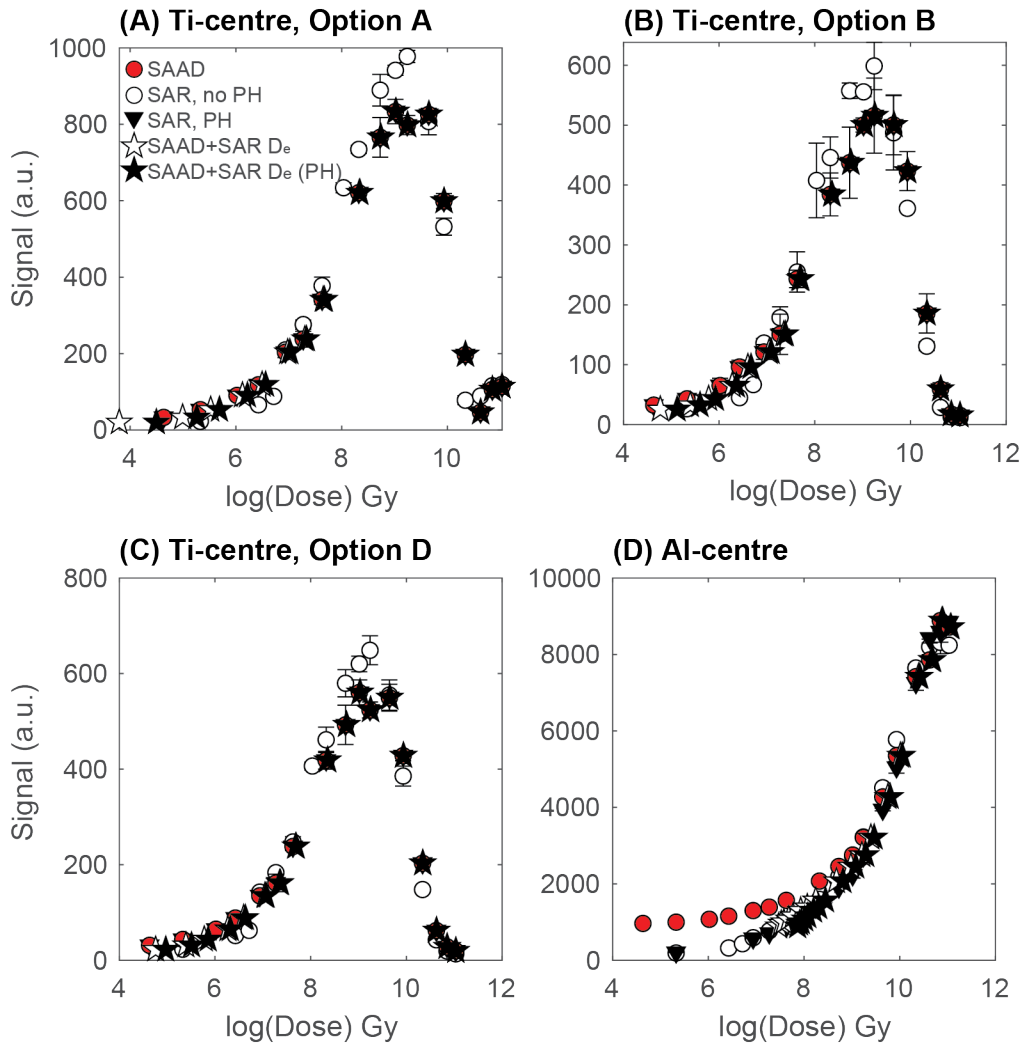 (A) Ti-centre, Option A
1000
800
600
400
200
0
Signal (a.u.)
SAAD
SAR, no PH
SAR, PH
SAAD+SAR De
SAAD+SAR De (PH)
4 6 8 10
log(Dose) Gy
(B) Ti-centre, Option B
600
500
400
300
200
100
0
4 6 8 10 12
log(Dose) Gy
(C) Ti-centre, Option D
800
600
400
200
0
Signal (a.u.)
4 6 8 10 12
log(Dose) Gy
(D) Al-centre
10000
8000
6000
4000
2000
0
4 6 8 10 12
log(Dose) Gy